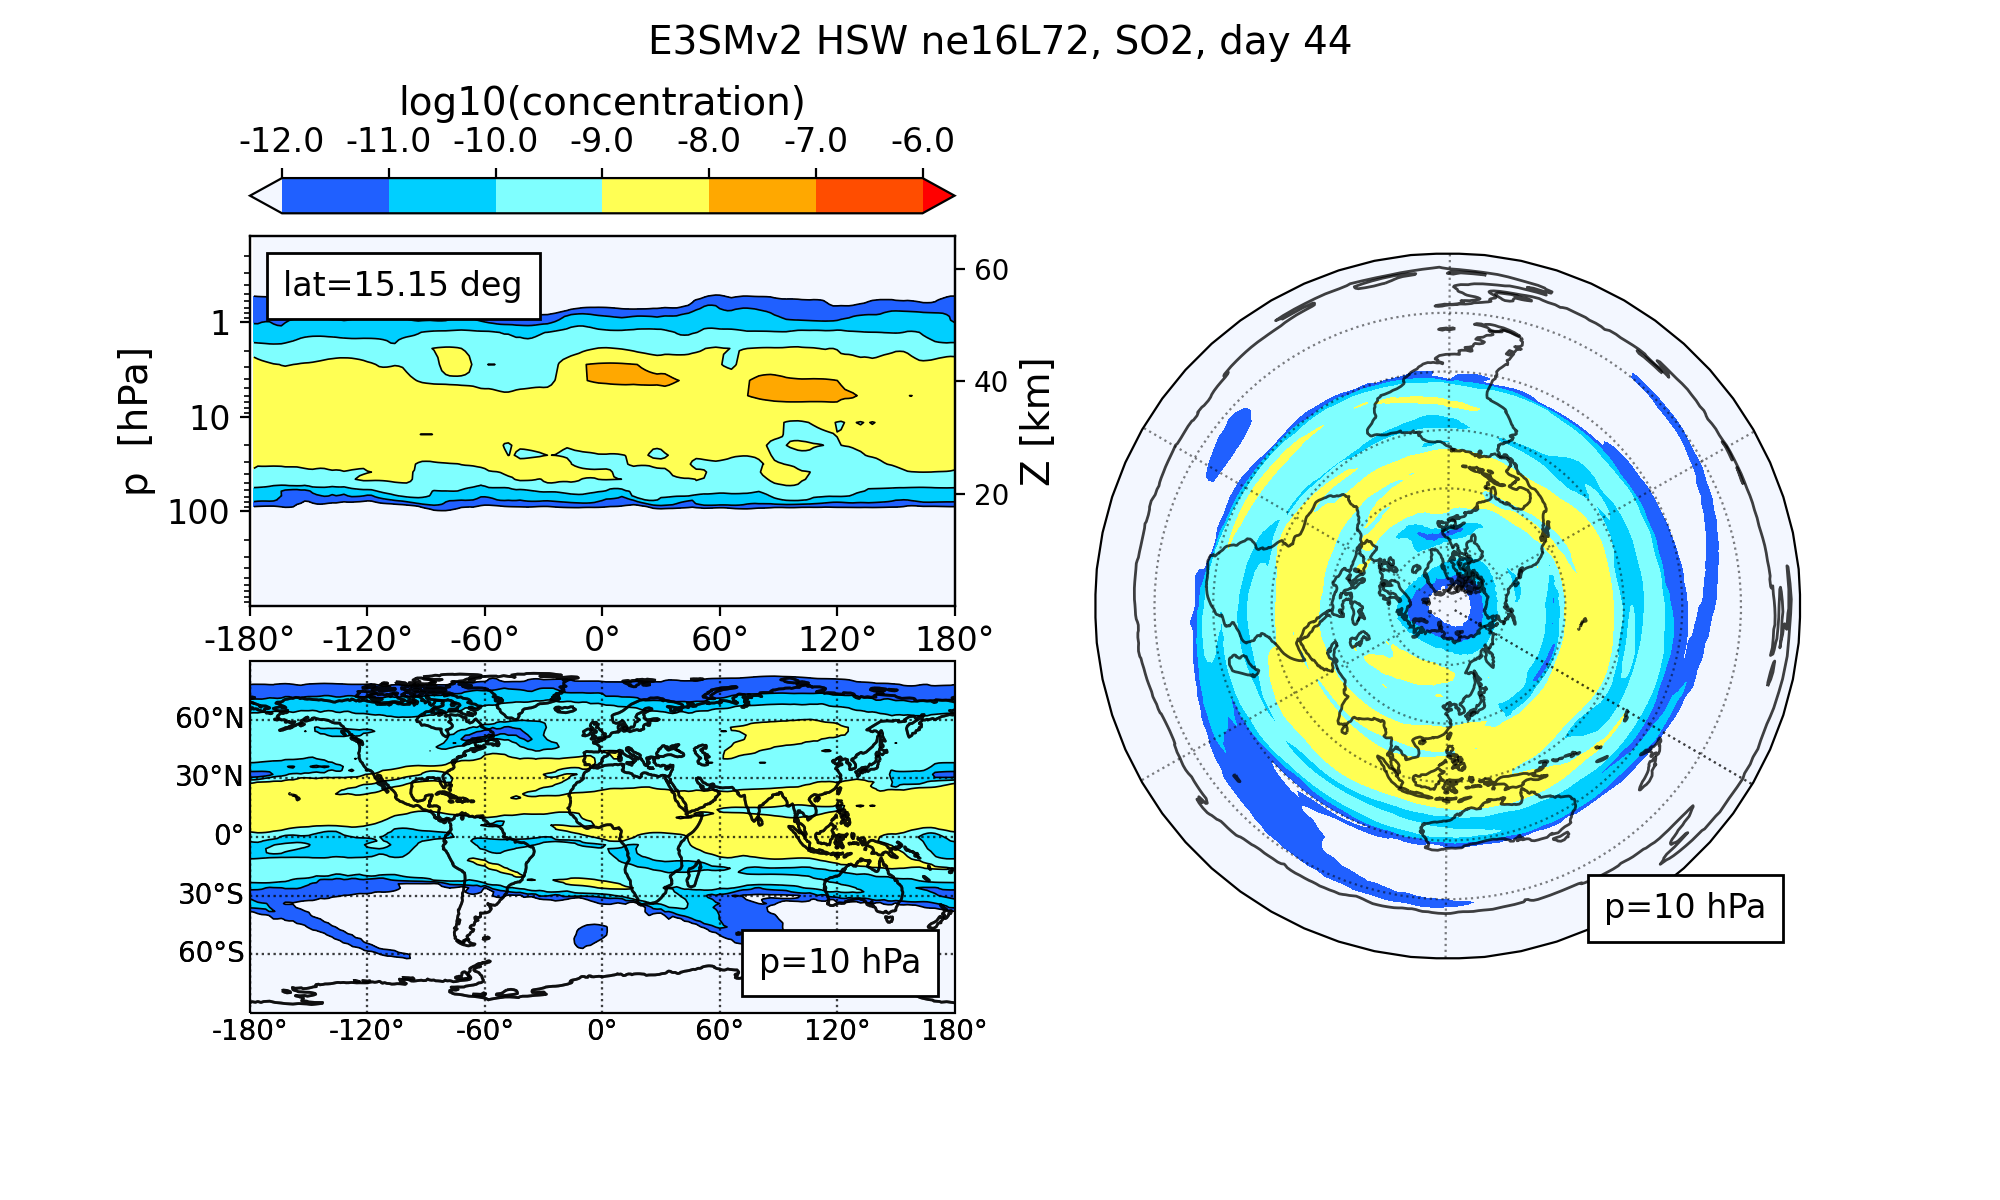 E3SMv2 HSW ne16L72, SO2, day 44
log10(concentration)
-12.0 -11.0 -10.0 -9.0 -8.0 -7.0 -6.0
lat=15.15 deg
p [hPa]
1
10
100
Z [km]
60
40
20
-180° -120° -60° 0° 60° 120° 180°
60°N
30°N
0°
30°S
60°S
p=10 hPa
-180° -120° -60° 0° 60° 120° 180°
p=10 hPa